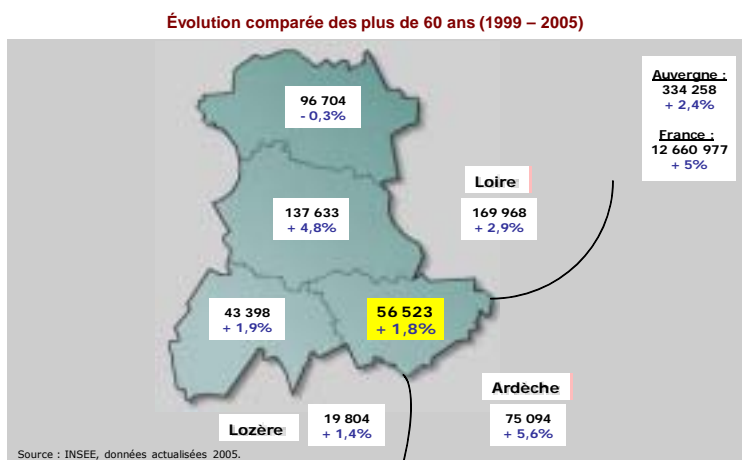 Évolution comparée des plus de 60 ans (1999 – 2005)
Auvergne :
334 258
+ 2,4%
France :
12 660 977
+ 5%
96 704
- 0,3%
Loire
169 968
+ 2,9%
137 633
+ 4,8%
43 398
+ 1,9%
56 523
+ 1,8%
Ardèche
75 094
+ 5,6%
Lozère
19 804
+ 1,4%
Source : INSEE, données actualisées 2005.